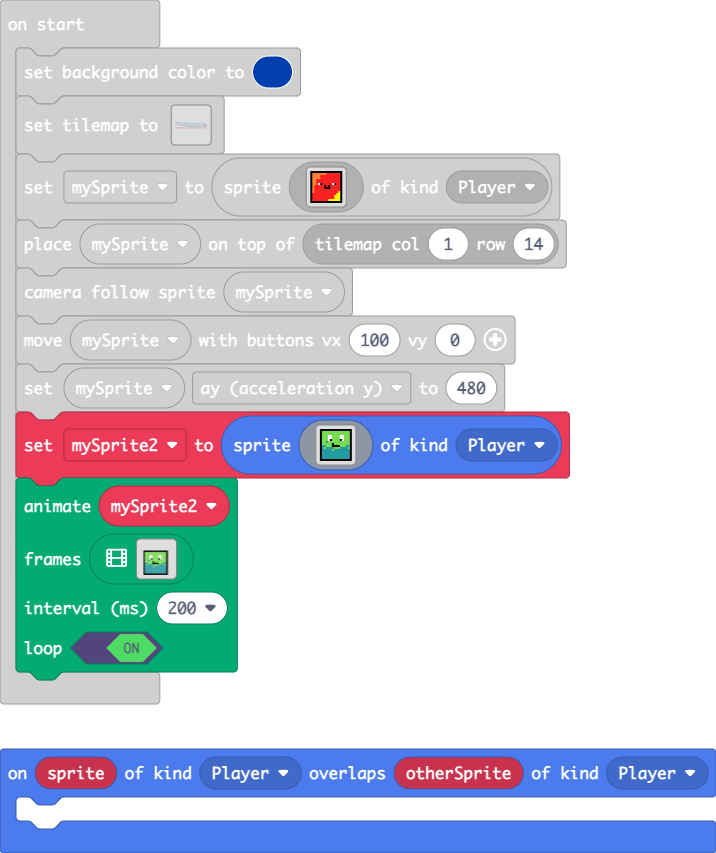 on start
set background color to
set tilemap to
set mySprite to sprite of kind Player
place mySprite on top of tilemap col 1 row 14
camera follow sprite mySprite
move mySprite with buttons vx 100 vy 0
set mySprite ay (acceleration y) to 480
set mySprite2 to sprite of kind Player
animate mySprite2
frames
interval (ms) 200
loop ON
on sprite of kind Player overlaps otherSprite of kind Player